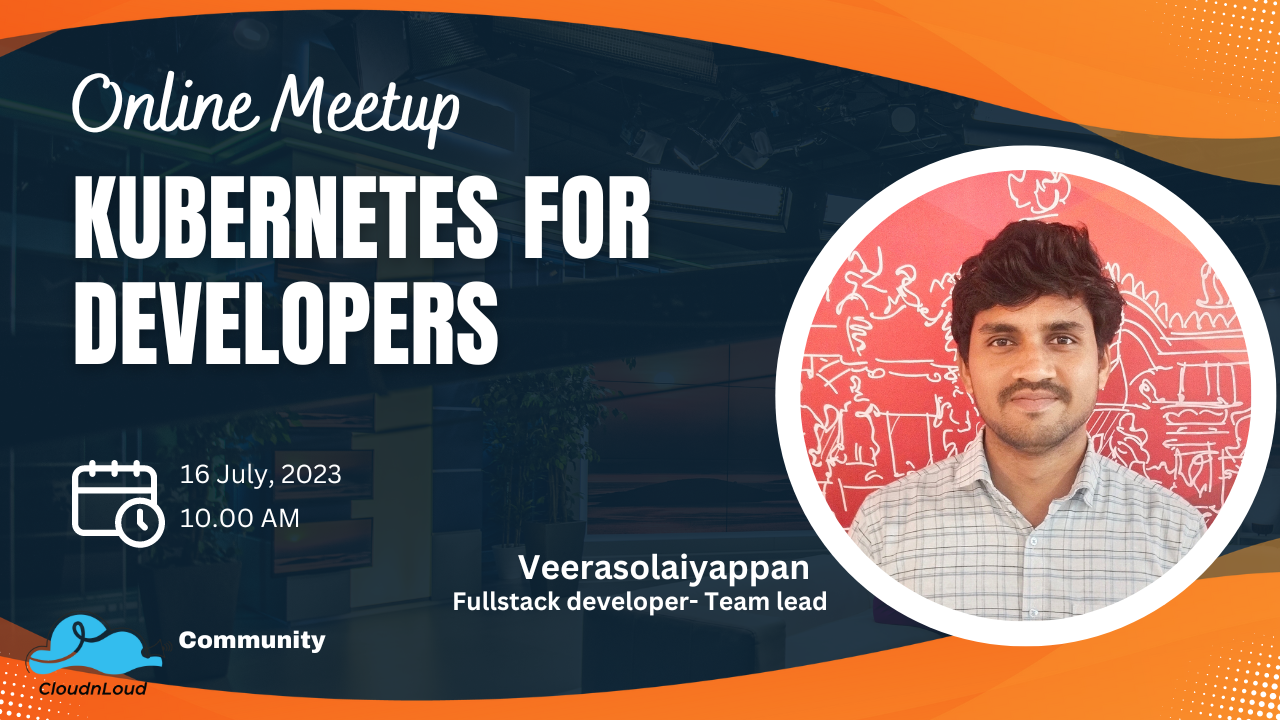 Online Meetup
KUBERNETES FOR
DEVELOPERS
16 July, 2023
10.00 AM
Veerasolaiyappan
Fullstack developer- Team lead
Community
CloudnLoud